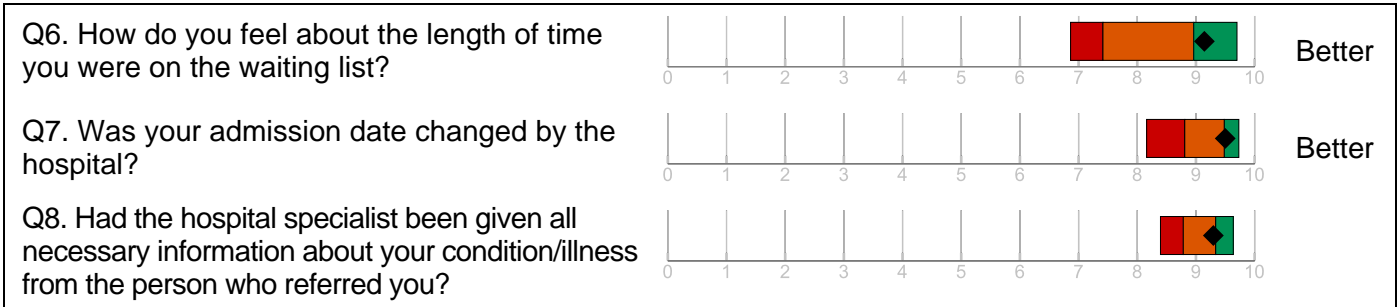 Q6. How do you feel about the length of time
you were on the waiting list?
0 1 2 3 4 5 6 7 8 9 10
Better
Q7. Was your admission date changed by the
hospital?
0 1 2 3 4 5 6 7 8 9 10
Better
Q8. Had the hospital specialist been given all
necessary information about your condition/illness
from the person who referred you?
0 1 2 3 4 5 6 7 8 9 10